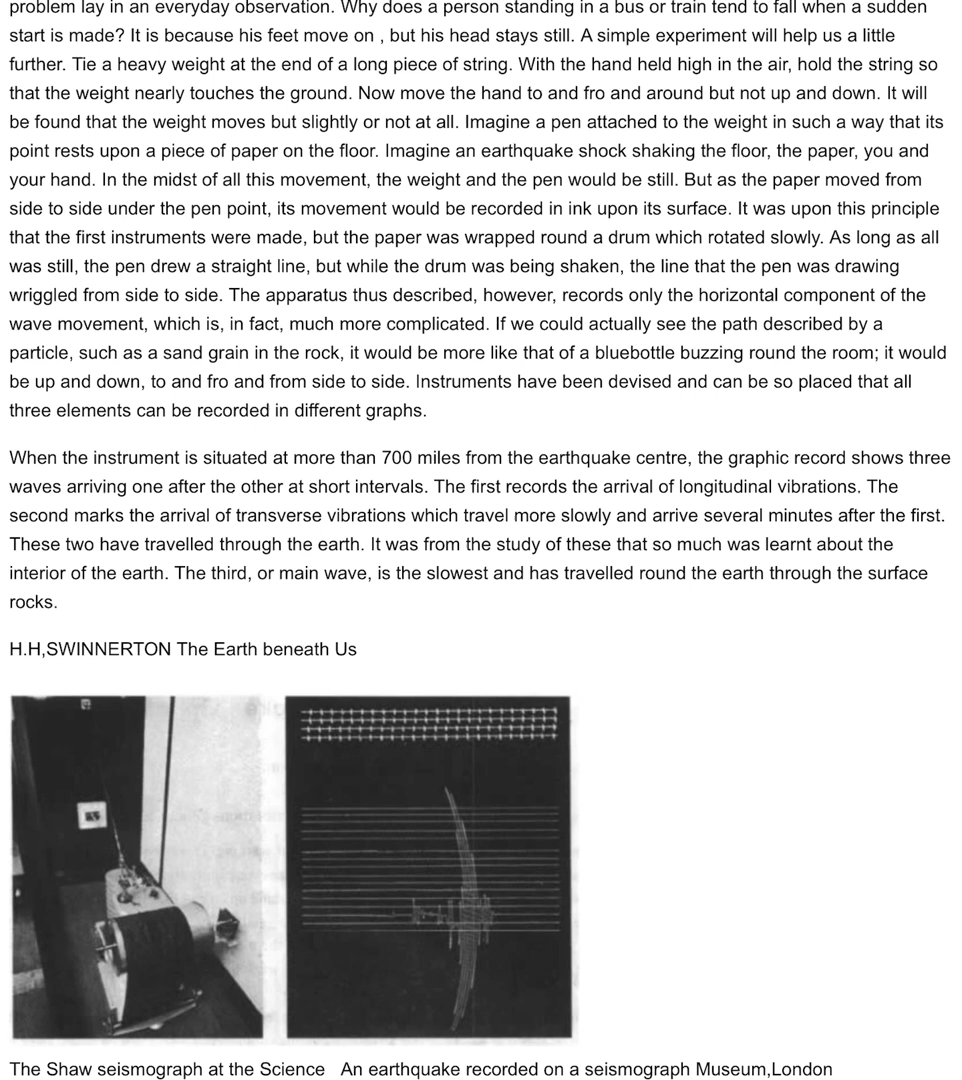 problem lay in an everyday observation. Why does a person standing in a bus or train tend to fall when a sudden
start is made? It is because his feet move on , but his head stays still. A simple experiment will help us a little
further. Tie a heavy weight at the end of a long piece of string. With the hand held high in the air, hold the string so
that the weight nearly touches the ground. Now move the hand to and fro and around but not up and down. It will
be found that the weight moves but slightly or not at all. Imagine a pen attached to the weight in such a way that its
point rests upon a piece of paper on the floor. Imagine an earthquake shock shaking the floor, the paper, you and
your hand. In the midst of all this movement, the weight and the pen would be still. But as the paper moved from
side to side under the pen point, its movement would be recorded in ink upon its surface. It was upon this principle
that the first instruments were made, but the paper was wrapped round a drum which rotated slowly. As long as all
was still, the pen drew a straight line, but while the drum was being shaken, the line that the pen was drawing
wriggled from side to side. The apparatus thus described, however, records only the horizontal component of the
wave movement, which is, in fact, much more complicated. If we could actually see the path described by a
particle, such as a sand grain in the rock, it would be more like that of a bluebottle buzzing round the room; it would
be up and down, to and fro and from side to side. Instruments have been devised and can be so placed that all
three elements can be recorded in different graphs.
When the instrument is situated at more than 700 miles from the earthquake centre, the graphic record shows three
waves arriving one after the other at short intervals. The first records the arrival of longitudinal vibrations. The
second marks the arrival of transverse vibrations which travel more slowly and arrive several minutes after the first.
These two have travelled through the earth. It was from the study of these that so much was learnt about the
interior of the earth. The third, or main wave, is the slowest and has travelled round the earth through the surface
rocks.
H.H,SWINNERTON The Earth beneath Us
The Shaw seismograph at the Science An earthquake recorded on a seismograph Museum,London